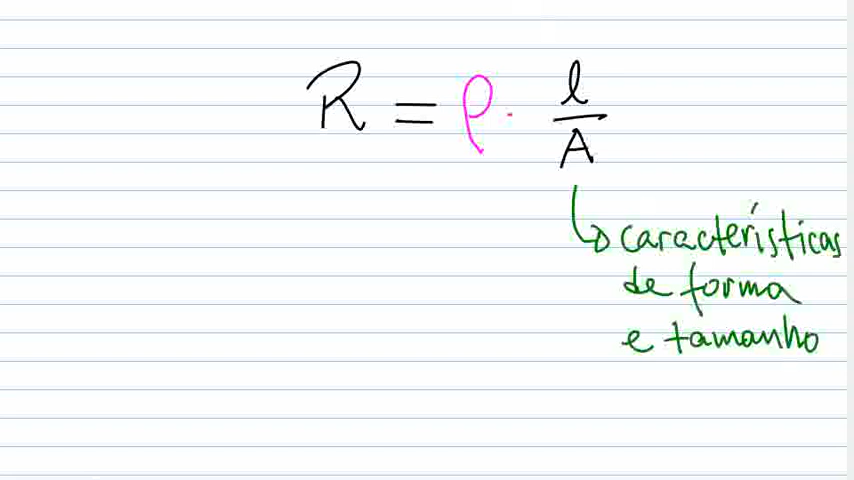 R = ρ · l/A
características
de forma
e tamanho